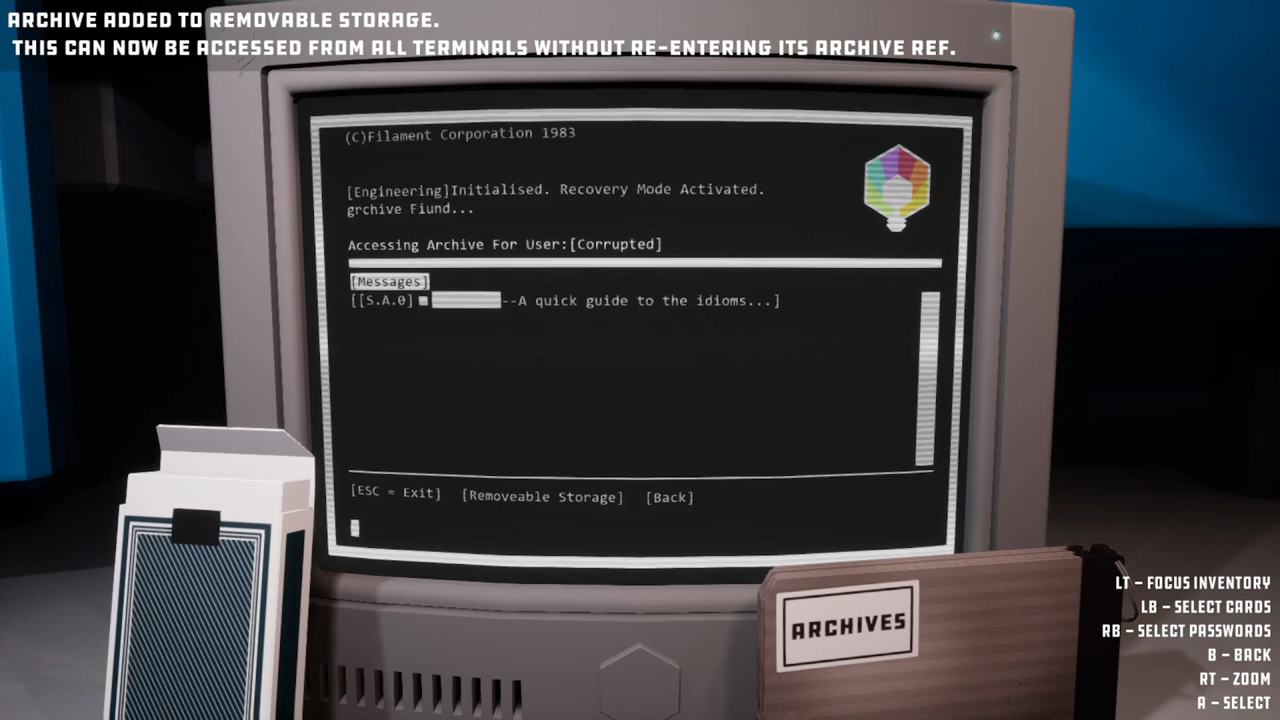 ARCHIVE ADDED TO REMOVABLE STORAGE.
THIS CAN NOW BE ACCESSED FROM ALL TERMINALS WITHOUT RE-ENTERING ITS ARCHIVE REF.
(C)Filament Corporation 1983
[Engineering]Initialised. Recovery Mode Activated.
grchive Fiund...
Accessing Archive For User:[Corrupted]
[Messages]
[[S.A.0] --A quick guide to the idioms...]
[ESC = Exit] [Removeable Storage] [Back]
ARCHIVES
LT - FOCUS INVENTORY
LB - SELECT CARDS
RB - SELECT PASSWORDS
B - BACK
RT - ZOOM
A - SELECT